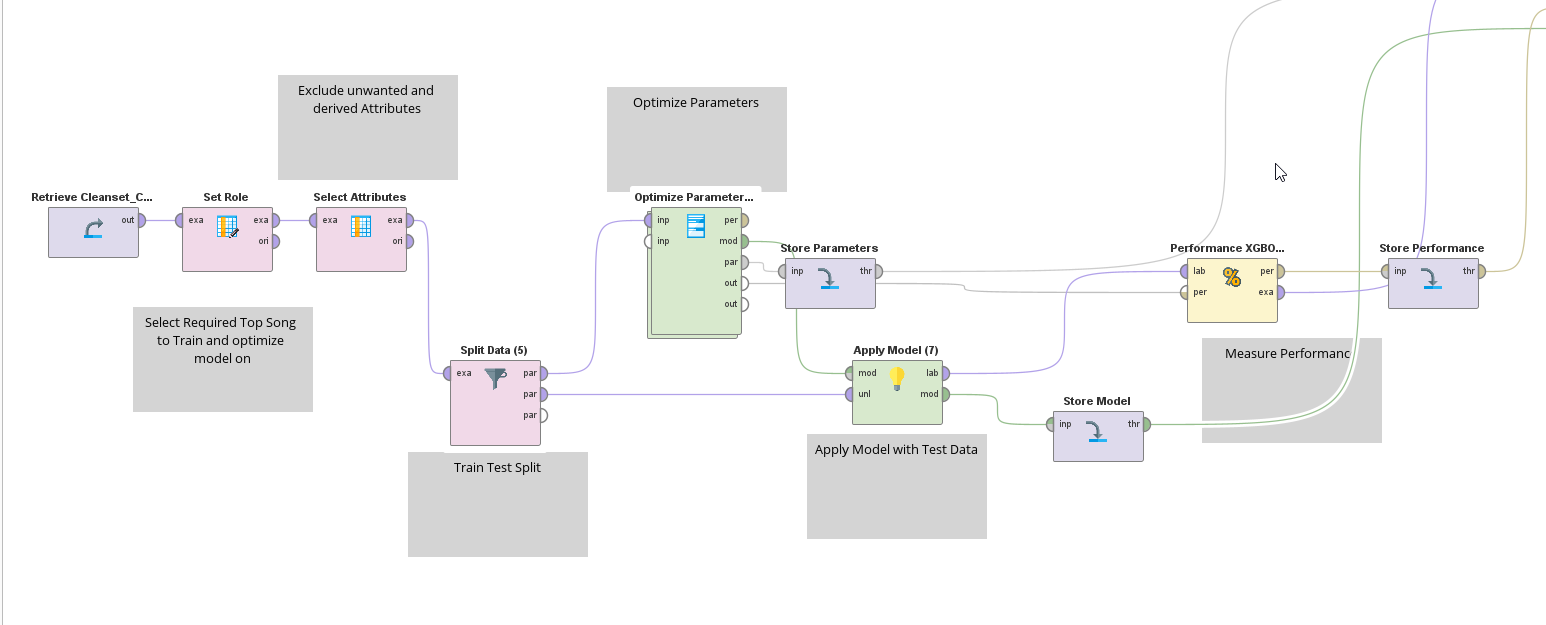 Exclude unwanted and
derived Attributes
Optimize Parameters
Retrieve Cleanset_C...
out
Set Role
exa
exa
ori
Select Attributes
exa
exa
ori
Optimize Parameter...
inp
inp
per
mod
par
out
out
Store Parameters
inp
thr
Performance XGBO...
lab
per
per
exa
Store Performance
inp
thr
Select Required Top Song
to Train and optimize
model on
Split Data (5)
exa
par
par
par
Train Test Split
Apply Model (7)
mod
unl
lab
mod
Apply Model with Test Data
Store Model
inp
thr
Measure Performanc